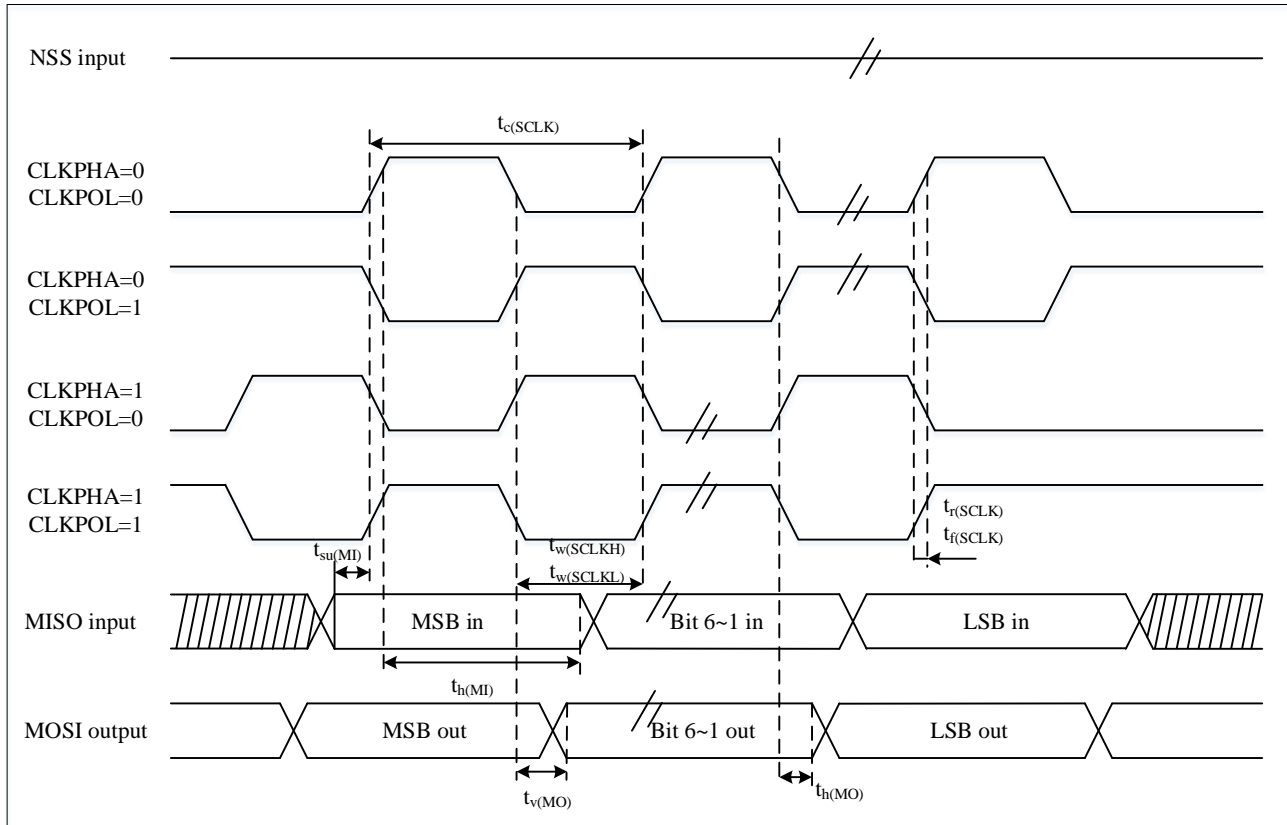 NSS input
tc(SCLK)
CLKPHA=0
CLKPOL=0
CLKPHA=0
CLKPOL=1
CLKPHA=1
CLKPOL=0
CLKPHA=1
CLKPOL=1
tr(SCLK)
tf(SCLK)
tsu(MI)
tw(SCLKH)
tw(SCLKL)
MISO input
MSB in
Bit 6~1 in
LSB in
th(MI)
MOSI output
MSB out
Bit 6~1 out
LSB out
tv(MO)
th(MO)